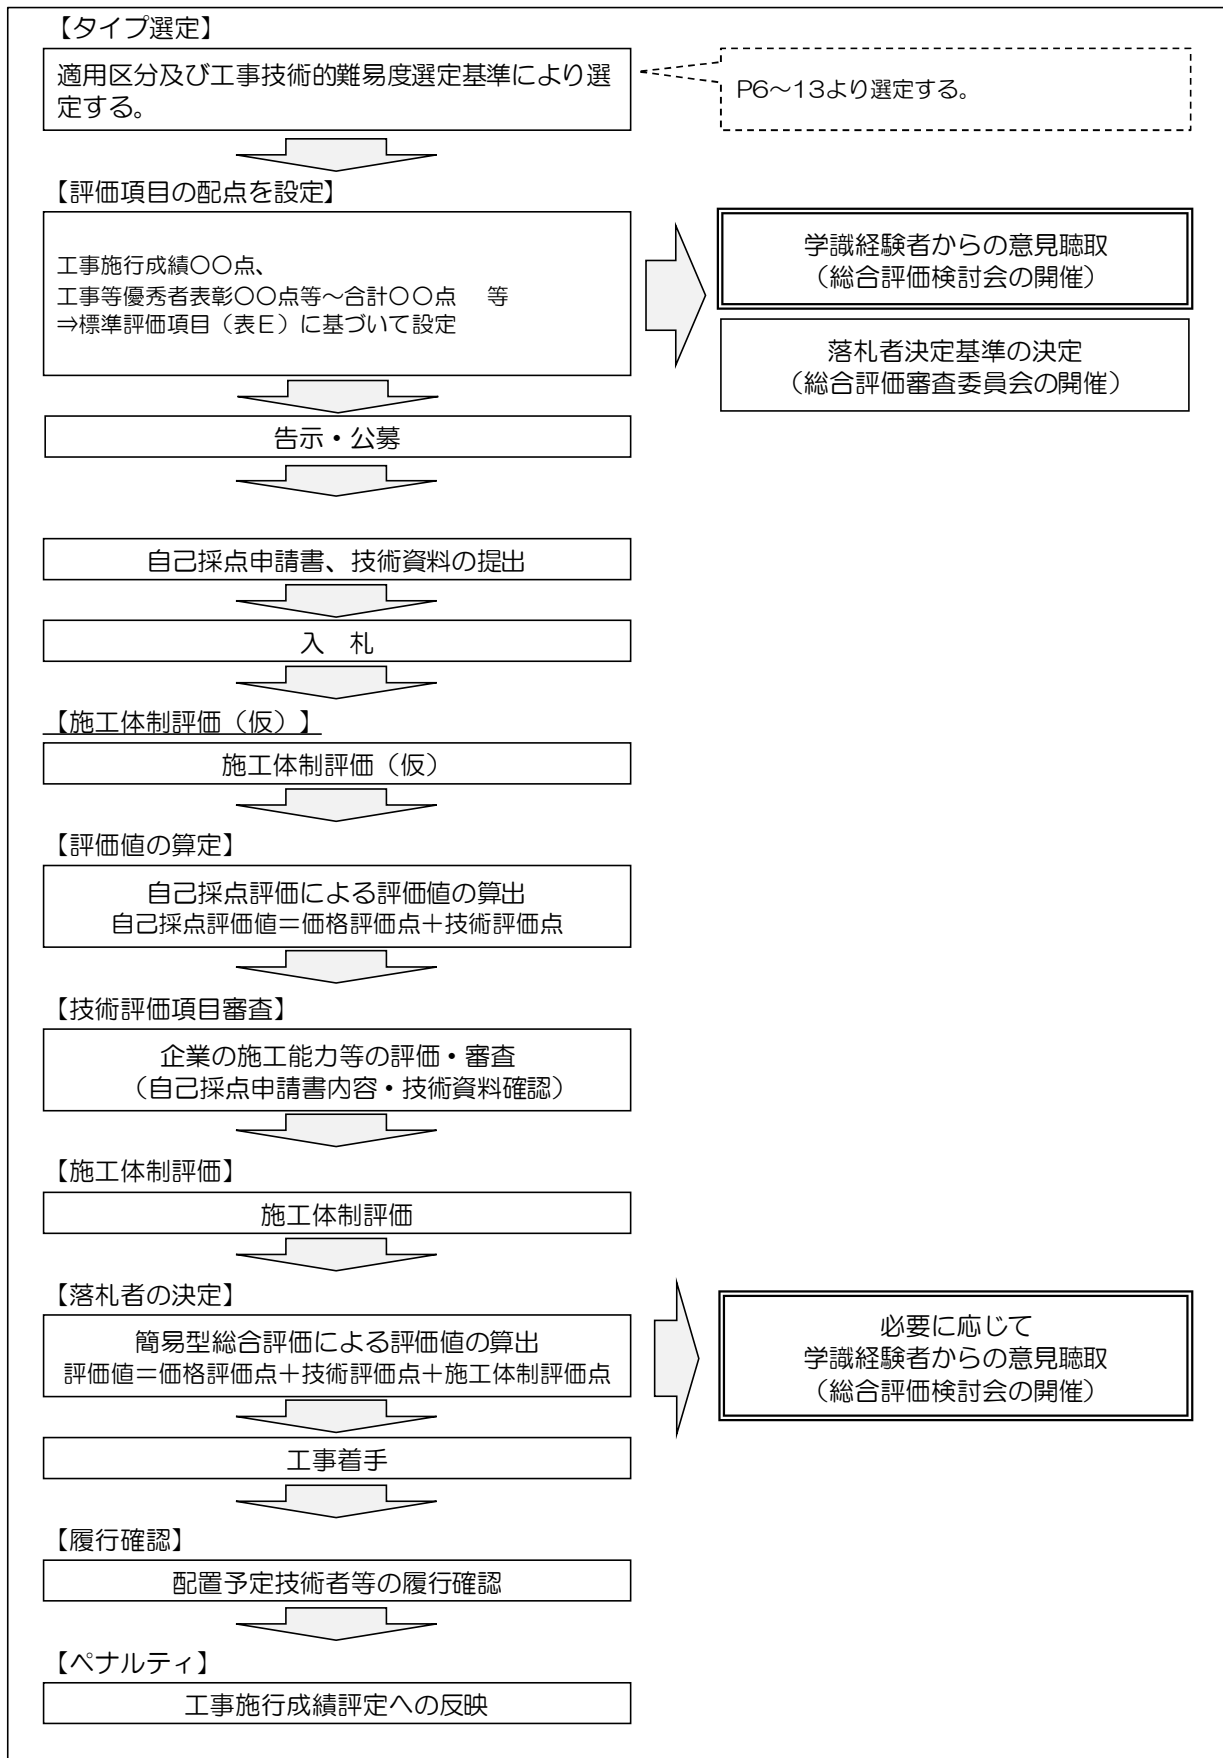 【タイプ選定】
適用区分及び工事技術的難易度選定基準により選
定する。
P6～13より選定する。
【評価項目の配点を設定】
工事施行成績〇〇点、
工事等優秀者表彰〇〇点等～合計〇〇点　等
⇒標準評価項目（表Ｅ）に基づいて設定
学識経験者からの意見聴取
（総合評価検討会の開催）
落札者決定基準の決定
（総合評価審査委員会の開催）
告示・公募
自己採点申請書、技術資料の提出
入　札
【施工体制評価（仮）】
施工体制評価（仮）
【評価値の算定】
自己採点評価による評価値の算出
自己採点評価値＝価格評価点＋技術評価点
【技術評価項目審査】
企業の施工能力等の評価・審査
（自己採点申請書内容・技術資料確認）
【施工体制評価】
施工体制評価
【落札者の決定】
簡易型総合評価による評価値の算出
評価値＝価格評価点＋技術評価点＋施工体制評価点
必要に応じて
学識経験者からの意見聴取
（総合評価検討会の開催）
工事着手
【履行確認】
配置予定技術者等の履行確認
【ペナルティ】
工事施行成績評定への反映